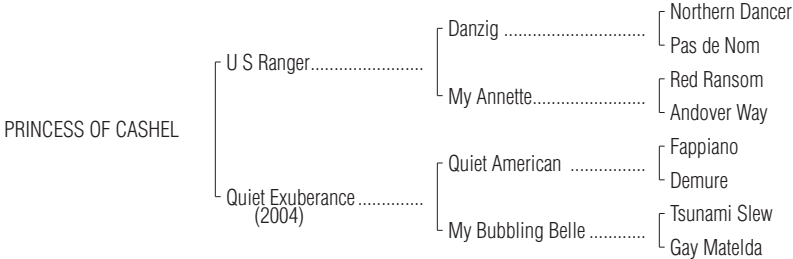 Northern Dancer
Danzig ..............................
Pas de Nom
U S Ranger........................
Red Ransom
My Annette........................
Andover Way
PRINCESS OF CASHEL
Fappiano
Quiet American ................
Demure
Quiet Exuberance ..............
(2004)
Tsunami Slew
My Bubbling Belle ............
Gay Matelda